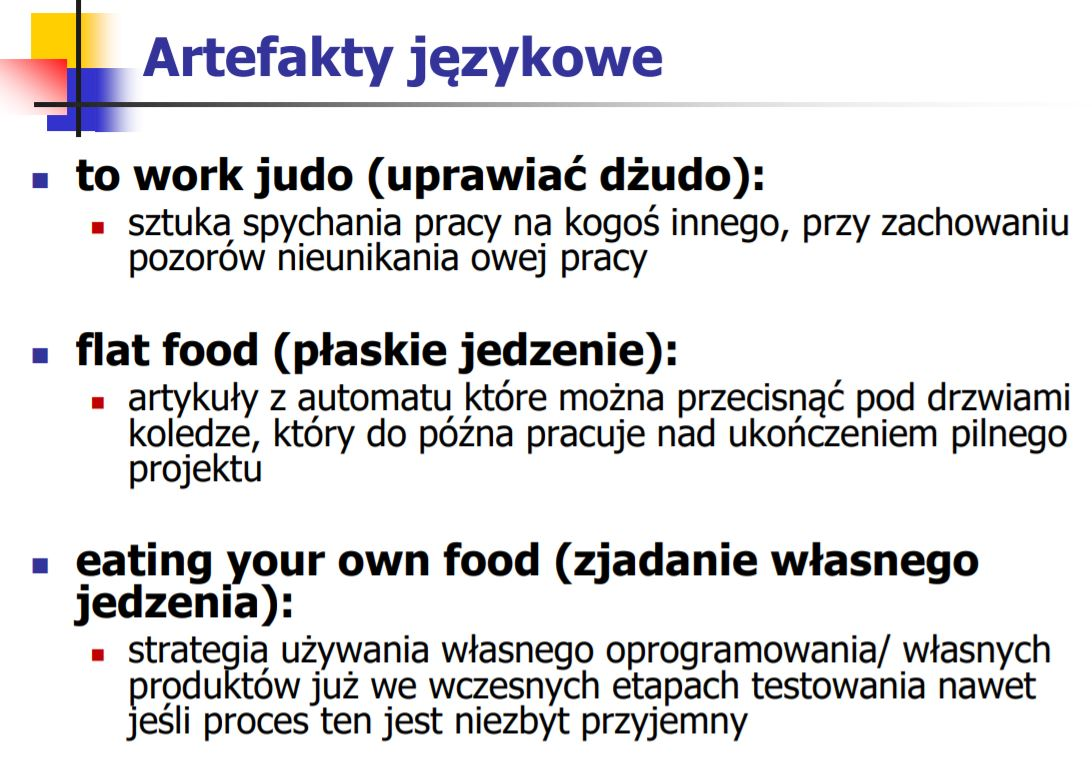 Artefakty językowe
to work judo (uprawiać dżudo):
sztuka spychania pracy na kogoś innego, przy zachowaniu
pozorów nieunikania owej pracy
flat food (płaskie jedzenie):
artykuły z automatu które można przecisnąć pod drzwiami
koledze, który do późna pracuje nad ukończeniem pilnego
projektu
eating your own food (zjadanie własnego
jedzenia):
strategia używania własnego oprogramowania/ własnych
produktów już we wczesnych etapach testowania nawet
jeśli proces ten jest niezbyt przyjemny